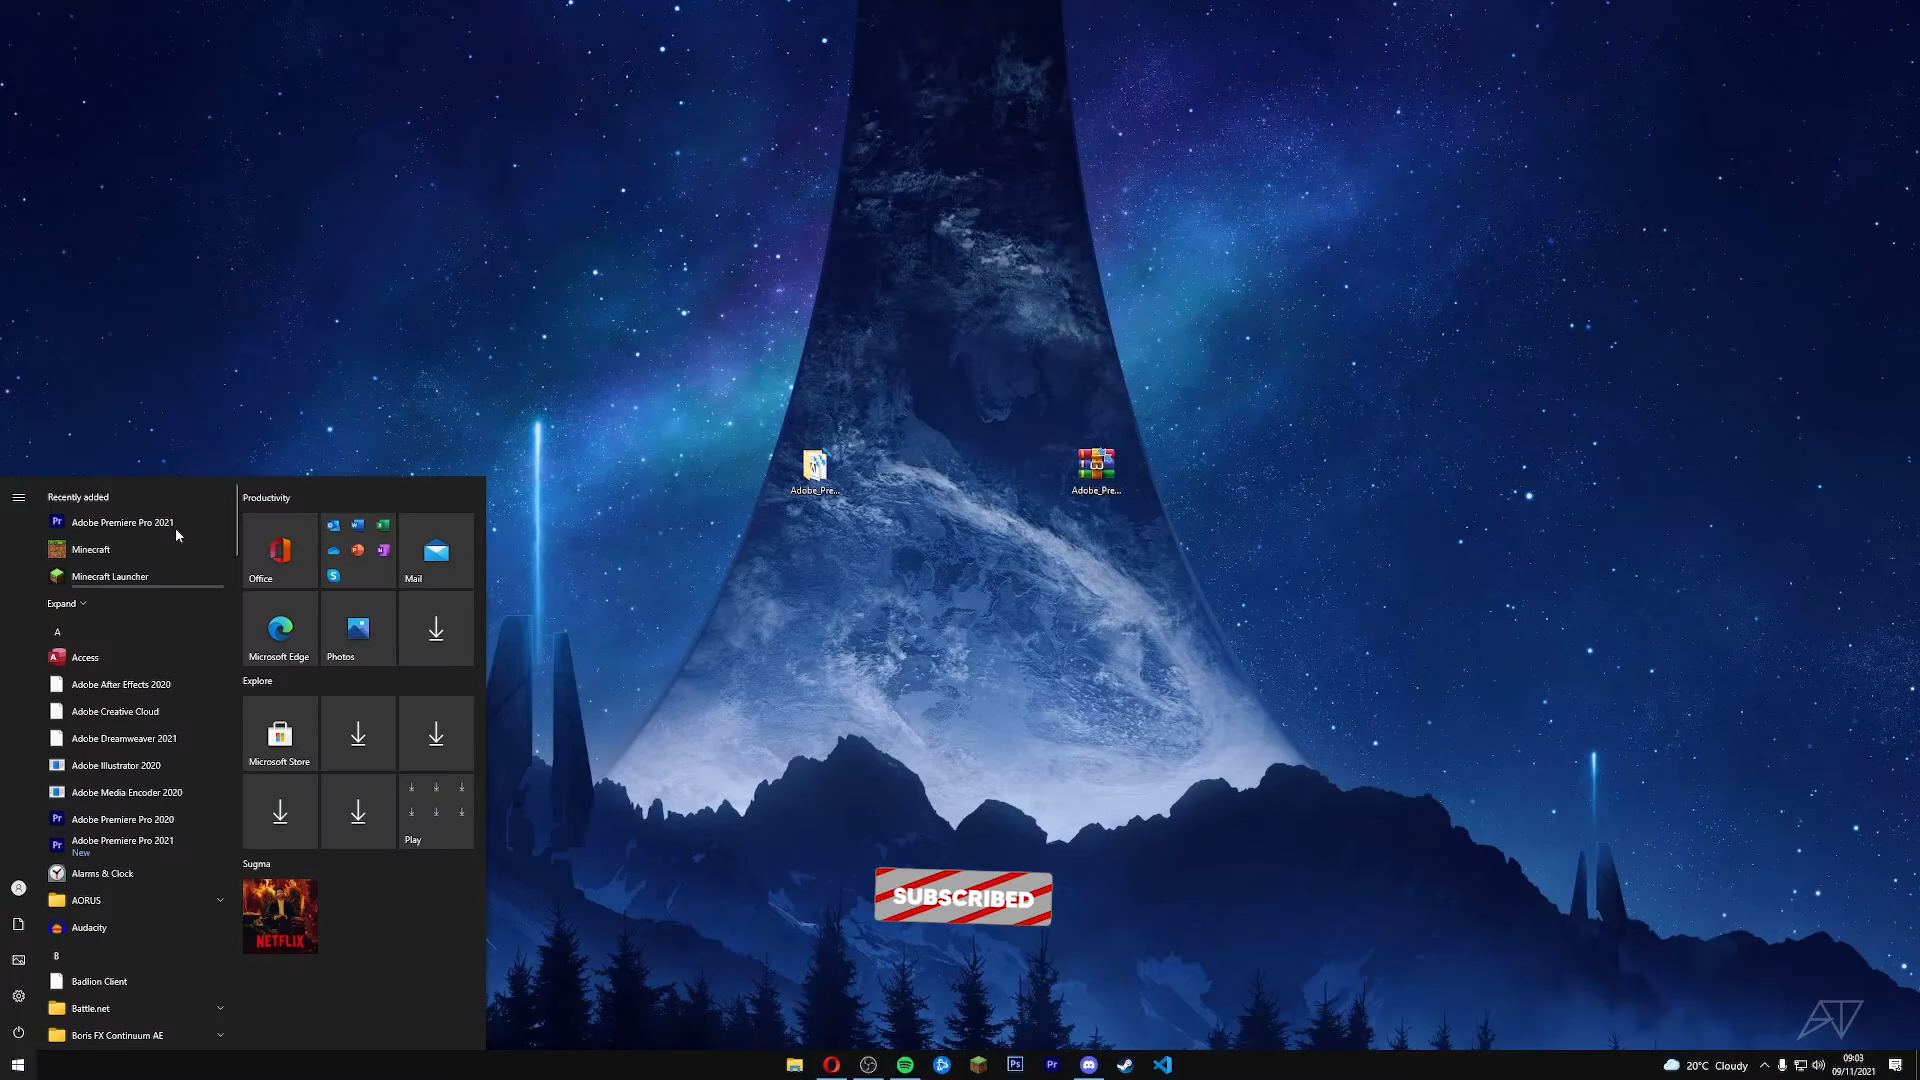 Recently added
Adobe Premiere Pro 2021
Minecraft
Minecraft Launcher
Expand
A
Access
Adobe After Effects 2020
Adobe Creative Cloud
Adobe Dreamweaver 2021
Adobe Illustrator 2020
Adobe Media Encoder 2020
Adobe Premiere Pro 2020
Adobe Premiere Pro 2021
New
Alarms & Clock
AORUS
Audacity
B
Badlion Client
Battle.net
Boris FX Continuum AE
Productivity
Office
Mail
Microsoft Edge
Photos
Explore
Microsoft Store
Play
Sugma
NETFLIX
Adobe_Pre...
Adobe_Pre...
SUBSCRIBED
Ps
Pr
20°C Cloudy
09:03
09/11/2021